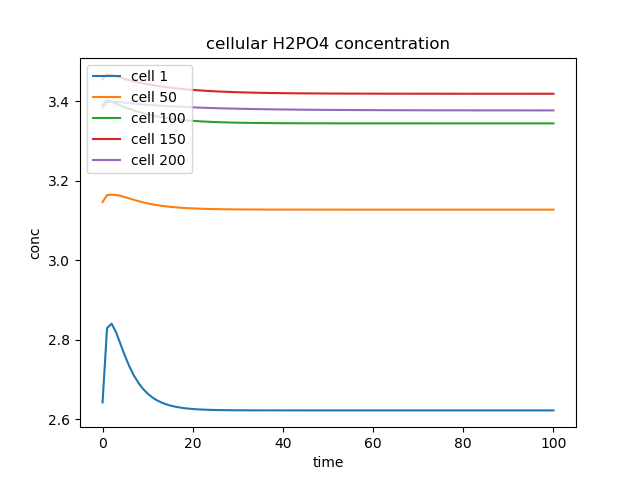 cellular H2PO4 concentration
cell 1
cell 50
cell 100
cell 150
cell 200
conc
3.4
3.2
3.0
2.8
2.6
0 20 40 60 80 100
time